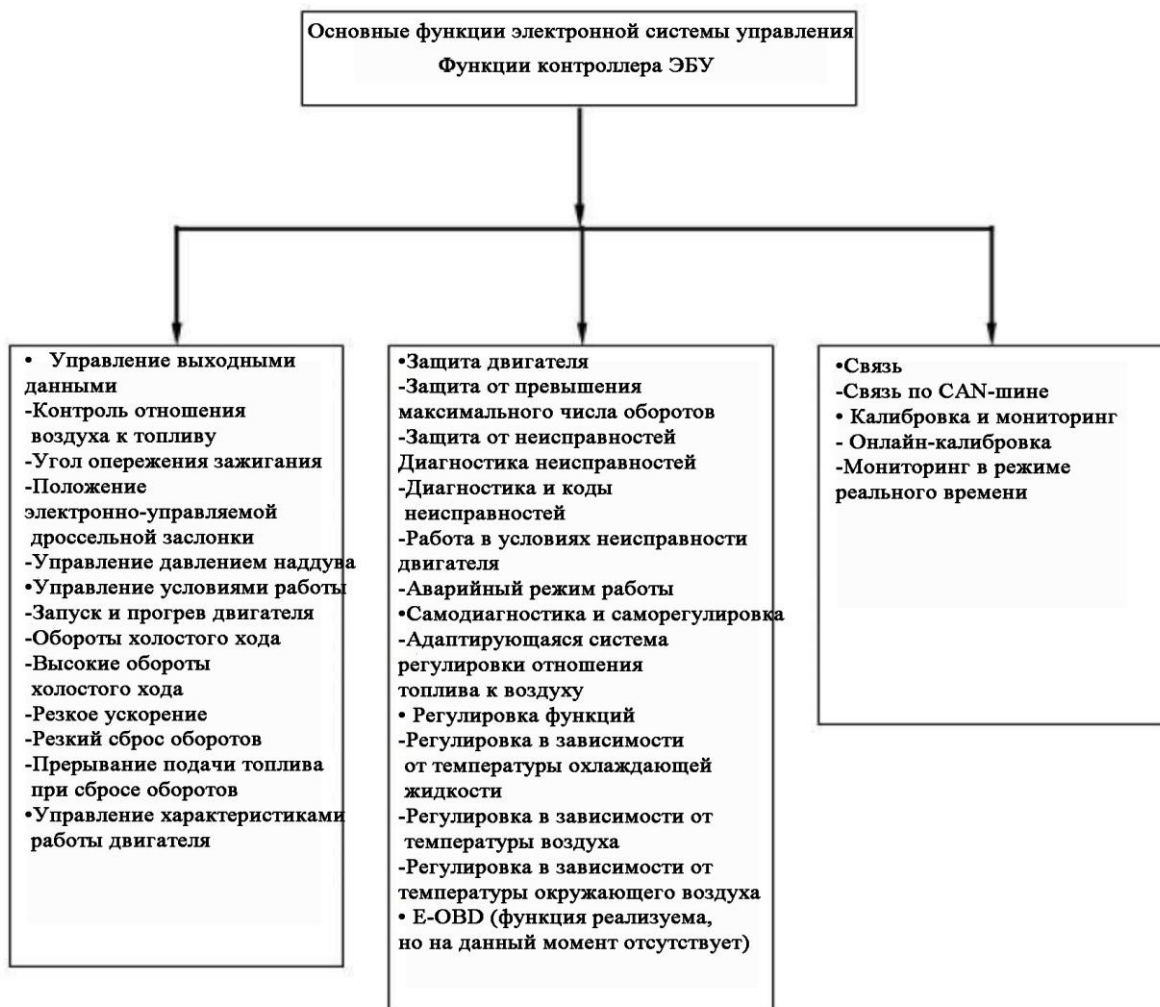 Основные функции электронной системы управления
Функции контроллера ЭБУ
• Управление выходными
данными
-Контроль отношения
воздуха к топливу
-Угол опережения зажигания
-Положение
электронно-управляемой
дроссельной заслонки
-Управление давлением наддува
•Управление условиями работы
-Запуск и прогрев двигателя
-Обороты холостого хода
-Высокие обороты
холостого хода
-Резкое ускорение
-Резкий сброс оборотов
-Прерывание подачи топлива
при сбросе оборотов
•Управление характеристиками
работы двигателя
•Защита двигателя
-Защита от превышения
максимального числа оборотов
-Защита от неисправностей
Диагностика неисправностей
-Диагностика и коды
неисправностей
-Работа в условиях неисправности
двигателя
-Аварийный режим работы
•Самодиагностика и саморегулировка
-Адаптирующаяся система
регулировки отношения
топлива к воздуху
• Регулировка функций
-Регулировка в зависимости
от температуры охлаждающей
жидкости
-Регулировка в зависимости от
температуры воздуха
-Регулировка в зависимости от
температуры окружающего воздуха
• E-OBD (функция реализуема,
но на данный момент отсутствует)
•Связь
-Связь по CAN-шине
• Калибровка и мониторинг
- Онлайн-калибровка
-Мониторинг в режиме
реального времени